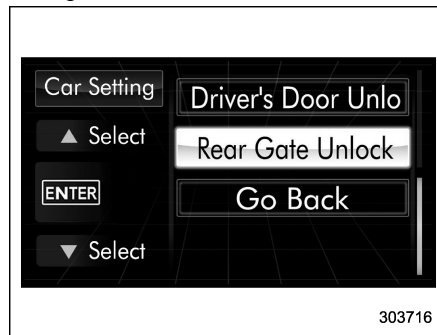 Car Setting
Driver's Door Unlo
▲ Select
Rear Gate Unlock
ENTER
Go Back
▼ Select
303716